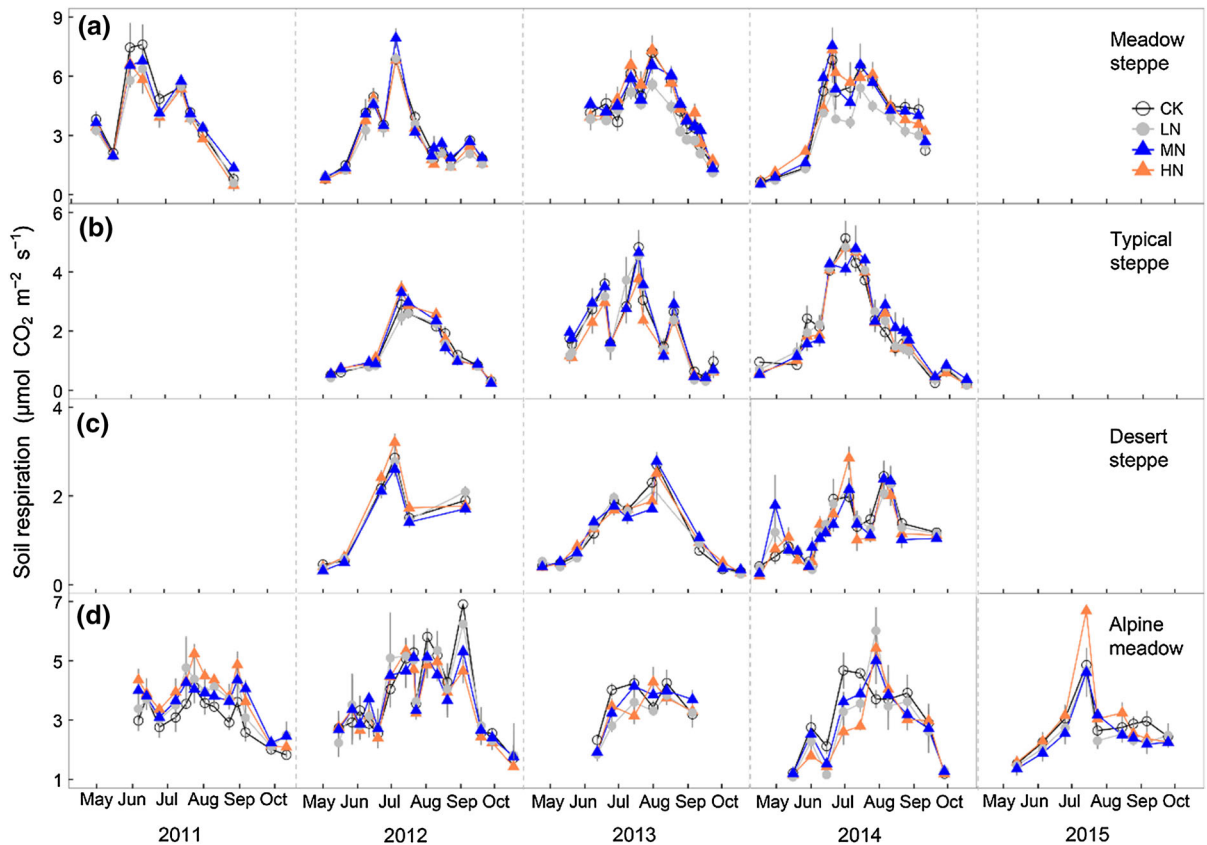 (a)
Meadow
steppe
CK
LN
MN
HN
9
6
3
0
(b)
Typical
steppe
6
4
2
0
(c)
Desert
steppe
4
2
0
(d)
Alpine
meadow
7
5
3
1
Soil respiration (μmol CO₂ m⁻² s⁻¹)
May Jun Jul Aug Sep Oct May Jun Jul Aug Sep Oct May Jun Jul Aug Sep Oct May Jun Jul Aug Sep Oct May Jun Jul Aug Sep Oct
2011 2012 2013 2014 2015